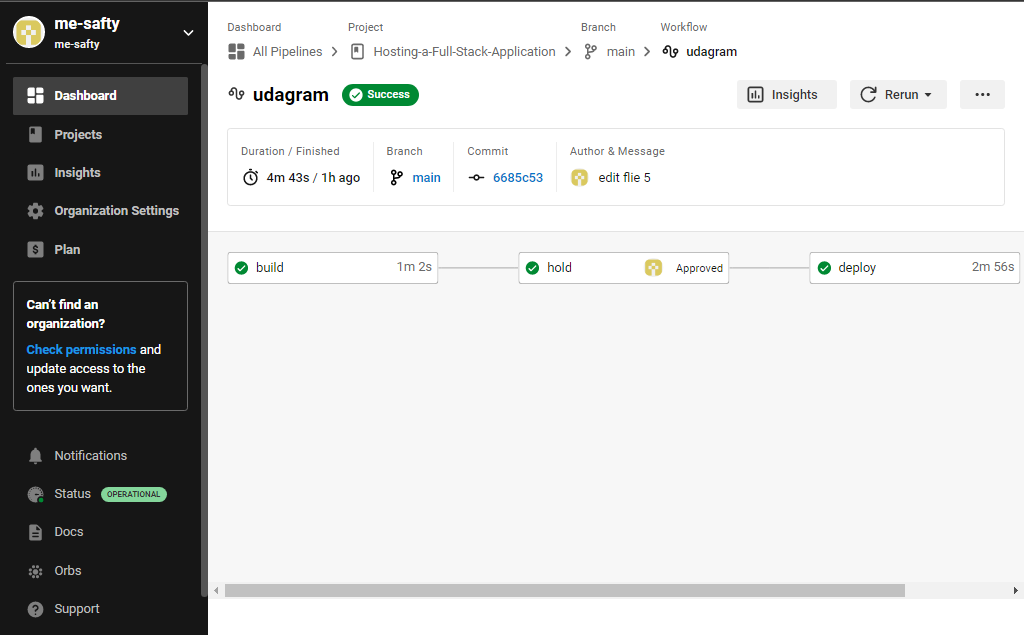 me-safty
me-safty
Dashboard
Projects
Insights
Organization Settings
$ Plan
Can't find an
organization?
Check permissions and
update access to the
ones you want.
Notifications
Status OPERATIONAL
Docs
Orbs
? Support
Dashboard Project Branch Workflow
All Pipelines Hosting-a-Full-Stack-Application main udagram
udagram Success Insights Rerun ...
Duration / Finished Branch Commit Author & Message
4m 43s / 1h ago main 6685c53 edit flie 5
build 1m 2s hold Approved deploy 2m 56s